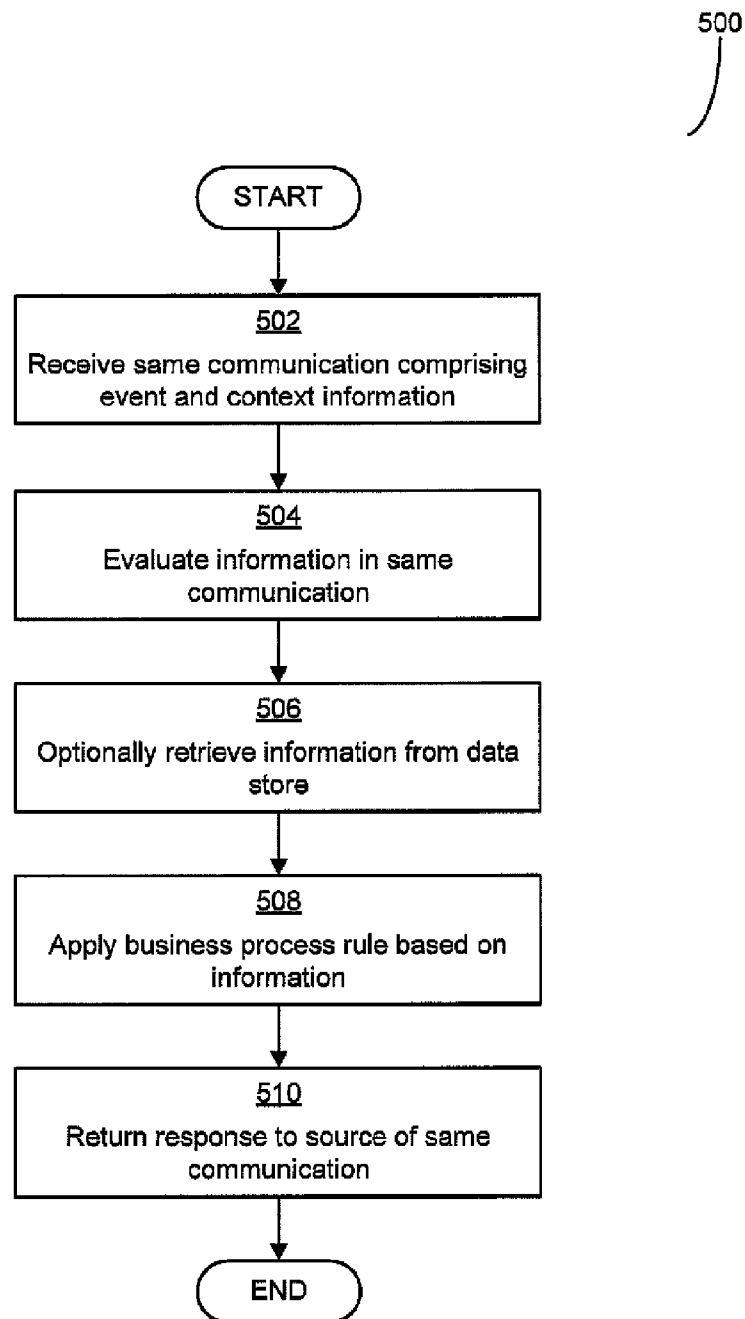 500
START
502
Receive same communication comprising
event and context information
504
Evaluate information in same
communication
506
Optionally retrieve information from data
store
508
Apply business process rule based on
information
510
Return response to source of same
communication
END